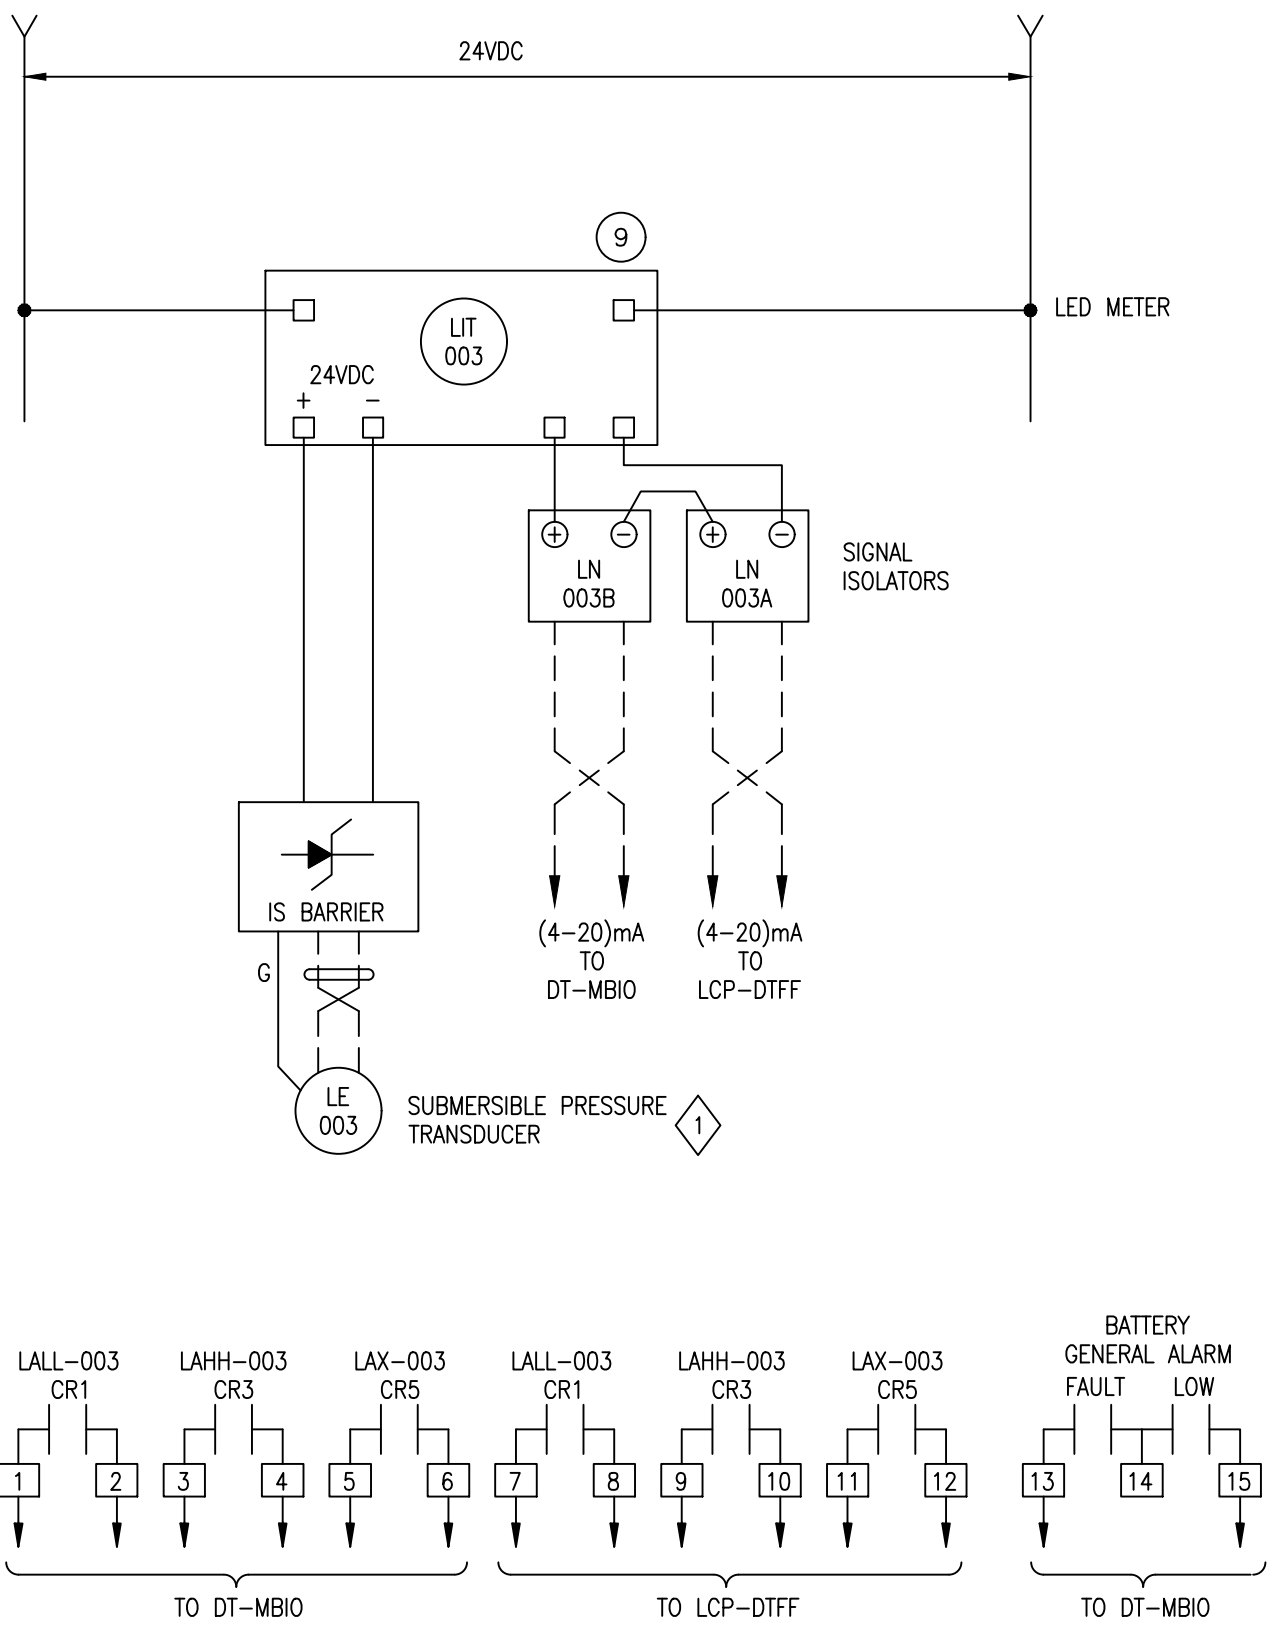 24VDC
9
LED METER
LIT
003
24VDC
+ −
+ − + −
LN
003B
LN
003A
SIGNAL
ISOLATORS
IS BARRIER
(4−20)mA
TO
DT−MBIO
(4−20)mA
TO
LCP−DTFF
G
LE
003
SUBMERSIBLE PRESSURE
TRANSDUCER
1
LALL−003
CR1
LAHH−003
CR3
LAX−003
CR5
LALL−003
CR1
LAHH−003
CR3
LAX−003
CR5
BATTERY
GENERAL ALARM
FAULT LOW
1 2 3 4 5 6 7 8 9 10 11 12 13 14 15
TO DT−MBIO
TO LCP−DTFF
TO DT−MBIO